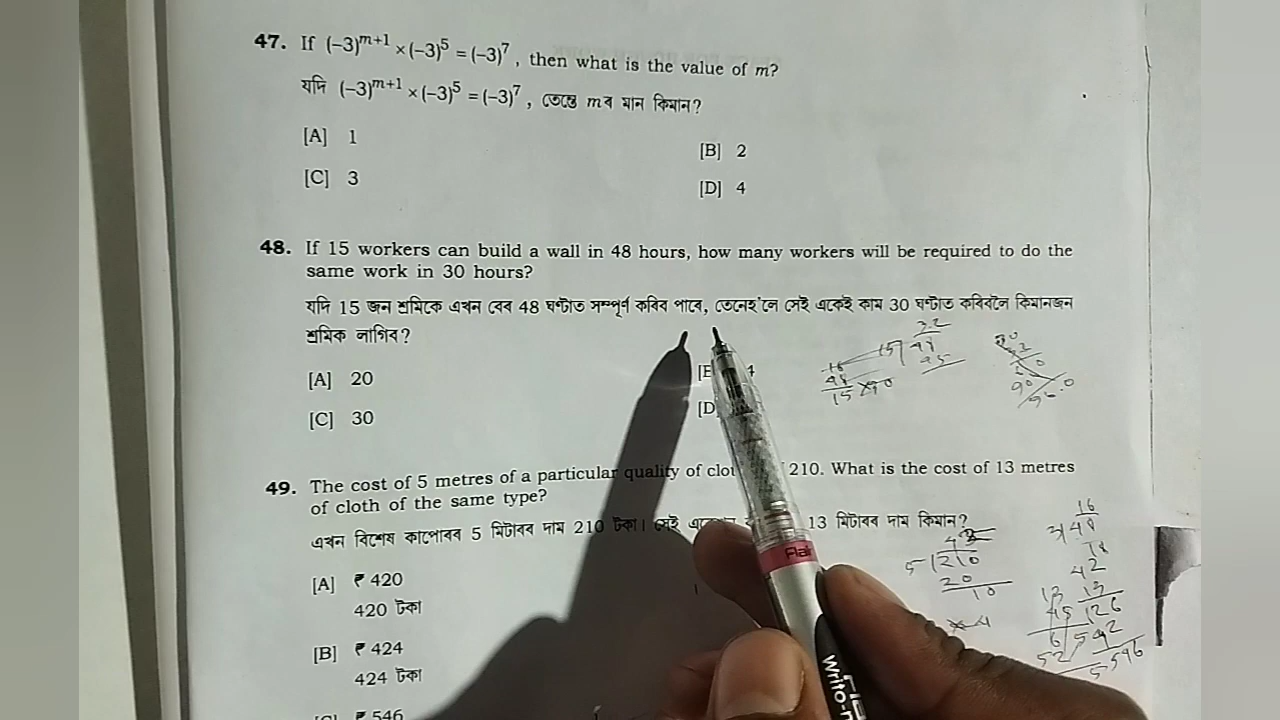 47. If (−3)^{m+1} × (−3)^5 = (−3)^7, then what is the value of m?
যদি (−3)^{m+1} × (−3)^5 = (−3)^7, তেন্তে mৰ মান কিমান?
[A] 1
[B] 2
[C] 3
[D] 4
48. If 15 workers can build a wall in 48 hours, how many workers will be required to do the
same work in 30 hours?
যদি 15 জন শ্ৰমিকে এখন বেৰ 48 ঘণ্টাত সম্পূৰ্ণ কৰিব পাৰে, তেনেহ'লে সেই একেই কাম 30 ঘণ্টাত কৰিবলৈ কিমানজন
শ্ৰমিক লাগিব?
[A] 20
[C] 30
49. The cost of 5 metres of a particular quality of 210. What is the cost of 13 metres
of cloth of the same type?
এখন বিশেষ কাপোৰৰ 5 মিটাৰৰ দাম 210 টকা। সেই 13 মিটাৰৰ দাম কিমান?
[A] ₹ 420
420 টকা
[B] ₹ 424
424 টকা
[C] ₹ 546
Flair
Writo-